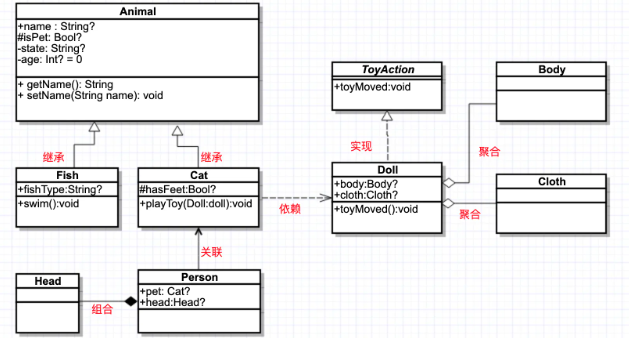 Animal
+name : String?
#isPet: Bool?
-state: String?
-age: Int? = 0
+ getName(): String
+ setName(String name): void
ToyAction
+toyMoved:void
Body
继承
继承
实现
聚合
Fish
+fishType:String?
+swim():void
Cat
#hasFeet:Bool?
+playToy(Doll:doll):void
依赖
Doll
+body:Body?
+cloth:Cloth?
+toyMoved():void
Cloth
聚合
关联
Head
组合
Person
+pet: Cat?
+head:Head?